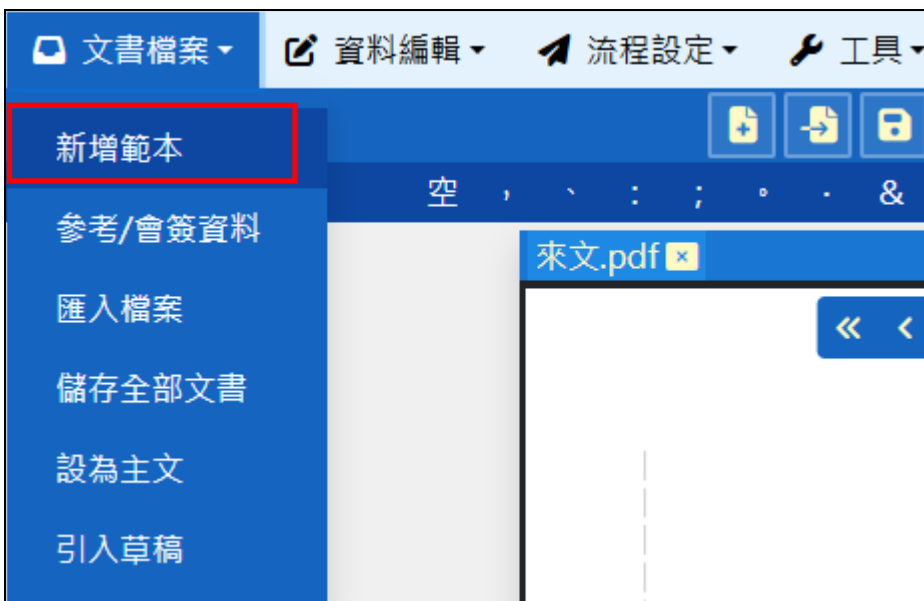 文書檔案 資料編輯 流程設定 工具
新增範本
空 ， 、 ： ； 。 · &
參考/會簽資料
來文.pdf
匯入檔案
儲存全部文書
設為主文
引入草稿